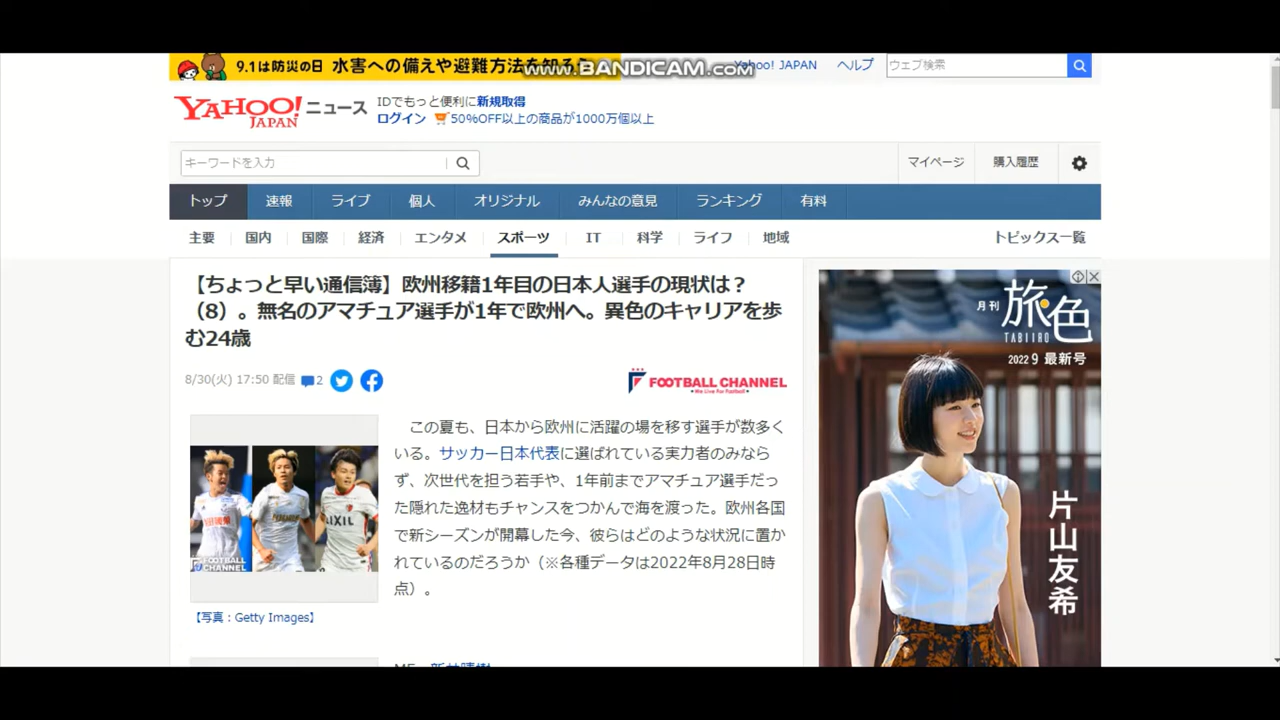 9.1は防災の日 水害への備えや避難方法を知ろう
www.BANDICAM.com
Yahoo! JAPAN ヘルプ ウェブ検索
YAHOO! JAPAN ニュース
IDでもっと便利に新規取得
ログイン 50%OFF以上の商品が1000万個以上
キーワードを入力
マイページ 購入履歴
トップ 速報 ライブ 個人 オリジナル みんなの意見 ランキング 有料
主要 国内 国際 経済 エンタメ スポーツ IT 科学 ライフ 地域 トピックス一覧
【ちょっと早い通信簿】欧州移籍1年目の日本人選手の現状は?
(8)。無名のアマチュア選手が1年で欧州へ。異色のキャリアを歩
む24歳
8/30(火) 17:50 配信 2
FOOTBALL CHANNEL
We Live For Football
この夏も、日本から欧州に活躍の場を移す選手が数多く
いる。サッカー日本代表に選ばれている実力者のみなら
ず、次世代を担う若手や、1年前までアマチュア選手だっ
た隠れた逸材もチャンスをつかんで海を渡った。欧州各国
で新シーズンが開幕した今、彼らはどのような状況に置か
れているのだろうか(※各種データは2022年8月28日時
点)。
LIXIL
FOOTBALL
CHANNEL
【写真:Getty Images】
MF 新井晴樹
月刊 旅色
TABIIRO
2022 9 最新号
片山友希